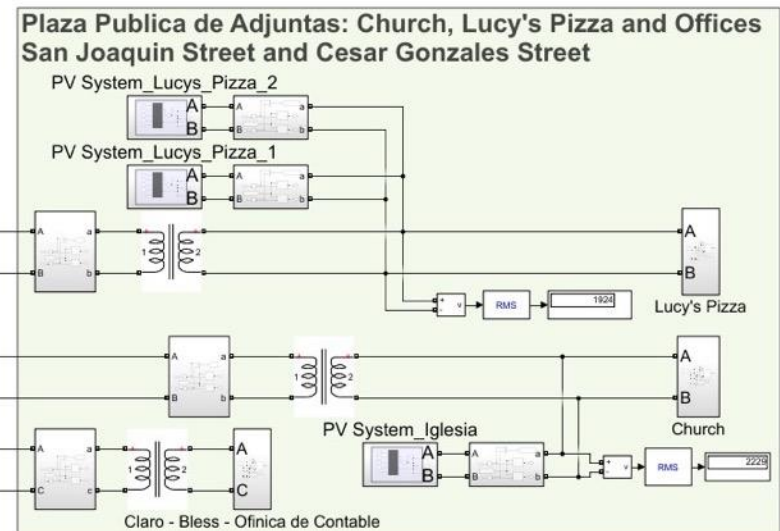 Plaza Publica de Adjuntas: Church, Lucy's Pizza and Offices
San Joaquin Street and Cesar Gonzales Street
PV System_Lucys_Pizza_2
A A a
B B b
PV System_Lucys_Pizza_1
A A a
B B b
A a + + A
1 2
B b B
Lucy's Pizza
+ - v RMS 1924
A a + + A
1 2
B b B
Church
PV System_Iglesia
A A a
B B b
+ - v RMS 2229
A a + + A
1 2
C c C
Claro - Bless - Ofinica de Contable